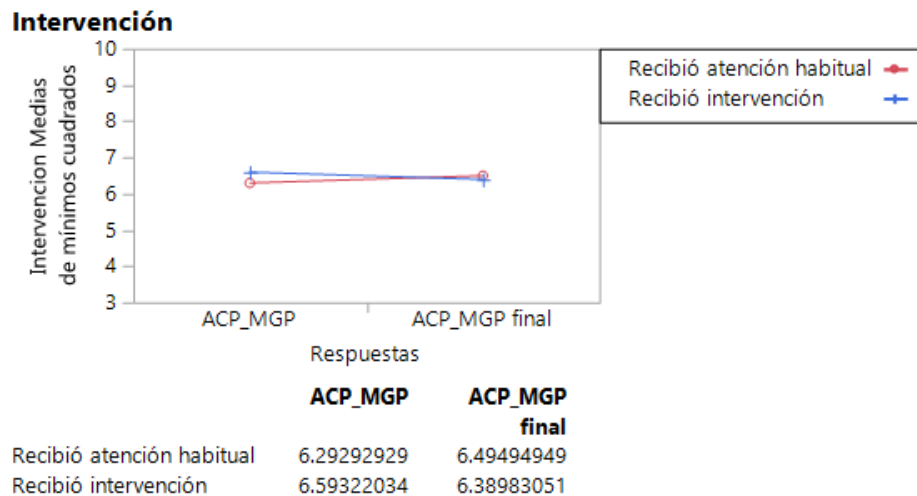 Intervención
Intervencion Medias
de mínimos cuadrados
10
9
8
7
6
5
4
3
ACP_MGP
ACP_MGP final
Respuestas
Recibió atención habitual
Recibió intervención
ACP_MGP ACP_MGP
final
Recibió atención habitual 6.29292929 6.49494949
Recibió intervención 6.59322034 6.38983051